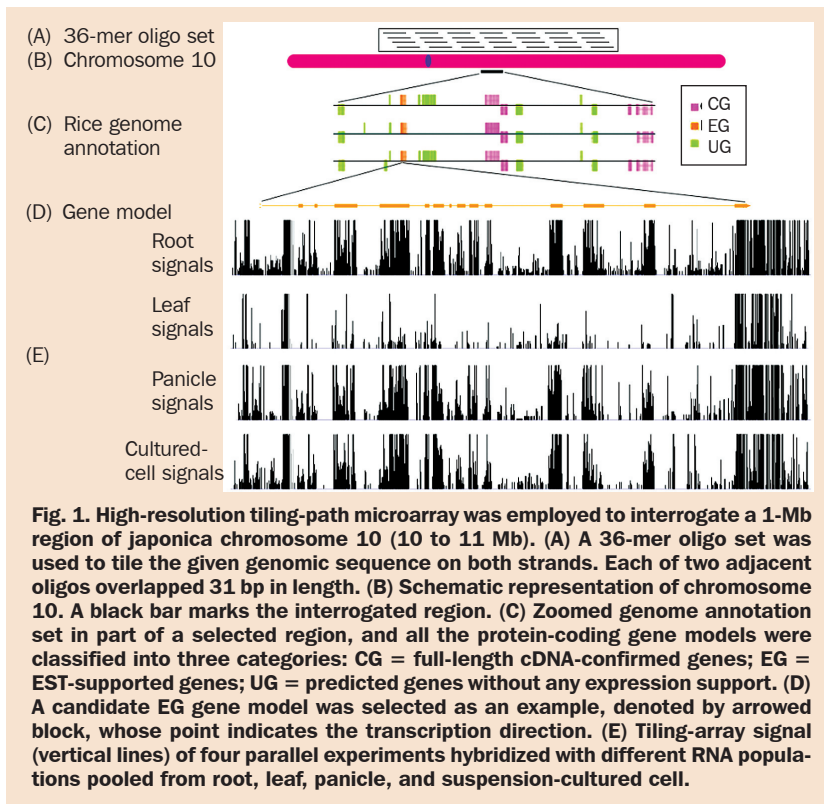 (A) 36-mer oligo set
(B) Chromosome 10
(C) Rice genome
annotation
CG
EG
UG
(D) Gene model
Root
signals
Leaf
signals
(E)
Panicle
signals
Cultured-
cell signals
Fig. 1. High-resolution tiling-path microarray was employed to interrogate a 1-Mb
region of japonica chromosome 10 (10 to 11 Mb). (A) A 36-mer oligo set was
used to tile the given genomic sequence on both strands. Each of two adjacent
oligos overlapped 31 bp in length. (B) Schematic representation of chromosome
10. A black bar marks the interrogated region. (C) Zoomed genome annotation
set in part of a selected region, and all the protein-coding gene models were
classified into three categories: CG = full-length cDNA-confirmed genes; EG =
EST-supported genes; UG = predicted genes without any expression support. (D)
A candidate EG gene model was selected as an example, denoted by arrowed
block, whose point indicates the transcription direction. (E) Tiling-array signal
(vertical lines) of four parallel experiments hybridized with different RNA popula-
tions pooled from root, leaf, panicle, and suspension-cultured cell.